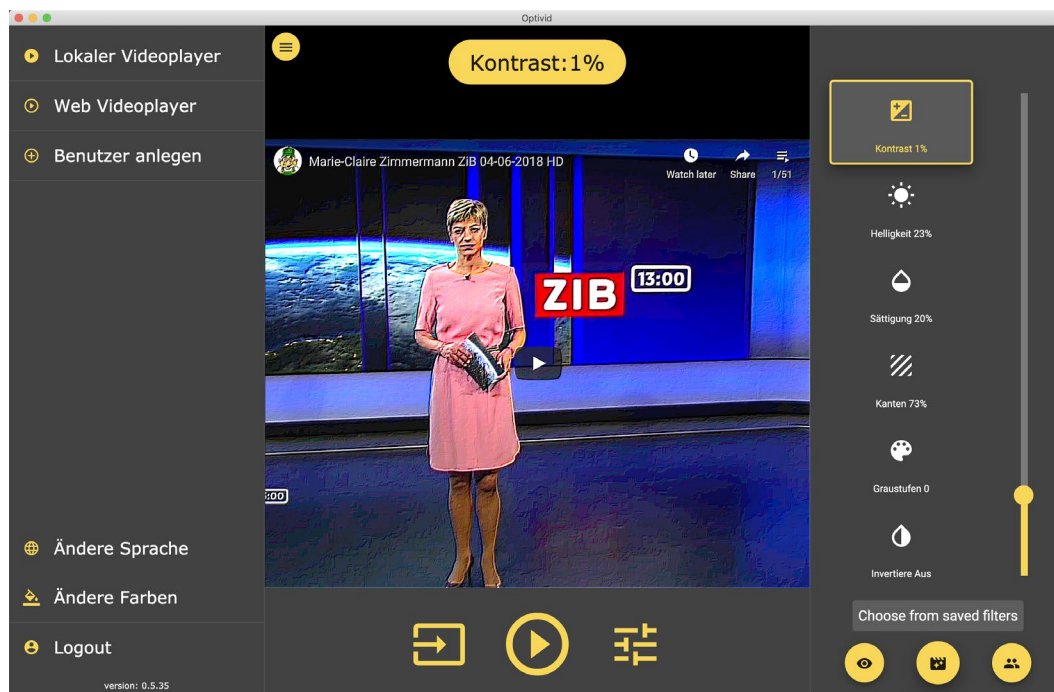 Optivid
Lokaler Videoplayer
Web Videoplayer
Benutzer anlegen
Ändere Sprache
Ändere Farben
Logout
version: 0.5.35
Kontrast:1%
Marie-Claire Zimmermann ZiB 04-06-2018 HD
Watch later
Share
1/51
ZIB
13:00
:00
Kontrast 1%
Helligkeit 23%
Sättigung 20%
Kanten 73%
Graustufen 0
Invertiere Aus
Choose from saved filters